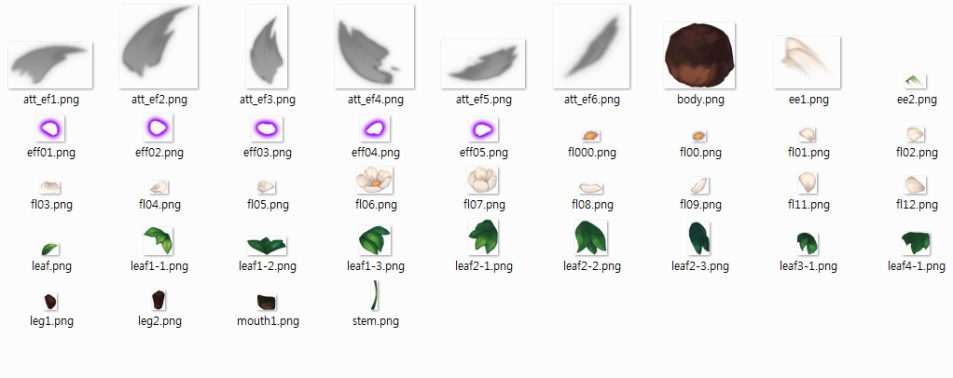 att_ef1.png att_ef2.png att_ef3.png att_ef4.png att_ef5.png att_ef6.png body.png ee1.png ee2.png
eff01.png eff02.png eff03.png eff04.png eff05.png fl000.png fl00.png fl01.png fl02.png
fl03.png fl04.png fl05.png fl06.png fl07.png fl08.png fl09.png fl11.png fl12.png
leaf.png leaf1-1.png leaf1-2.png leaf1-3.png leaf2-1.png leaf2-2.png leaf2-3.png leaf3-1.png leaf4-1.png
leg1.png leg2.png mouth1.png stem.png